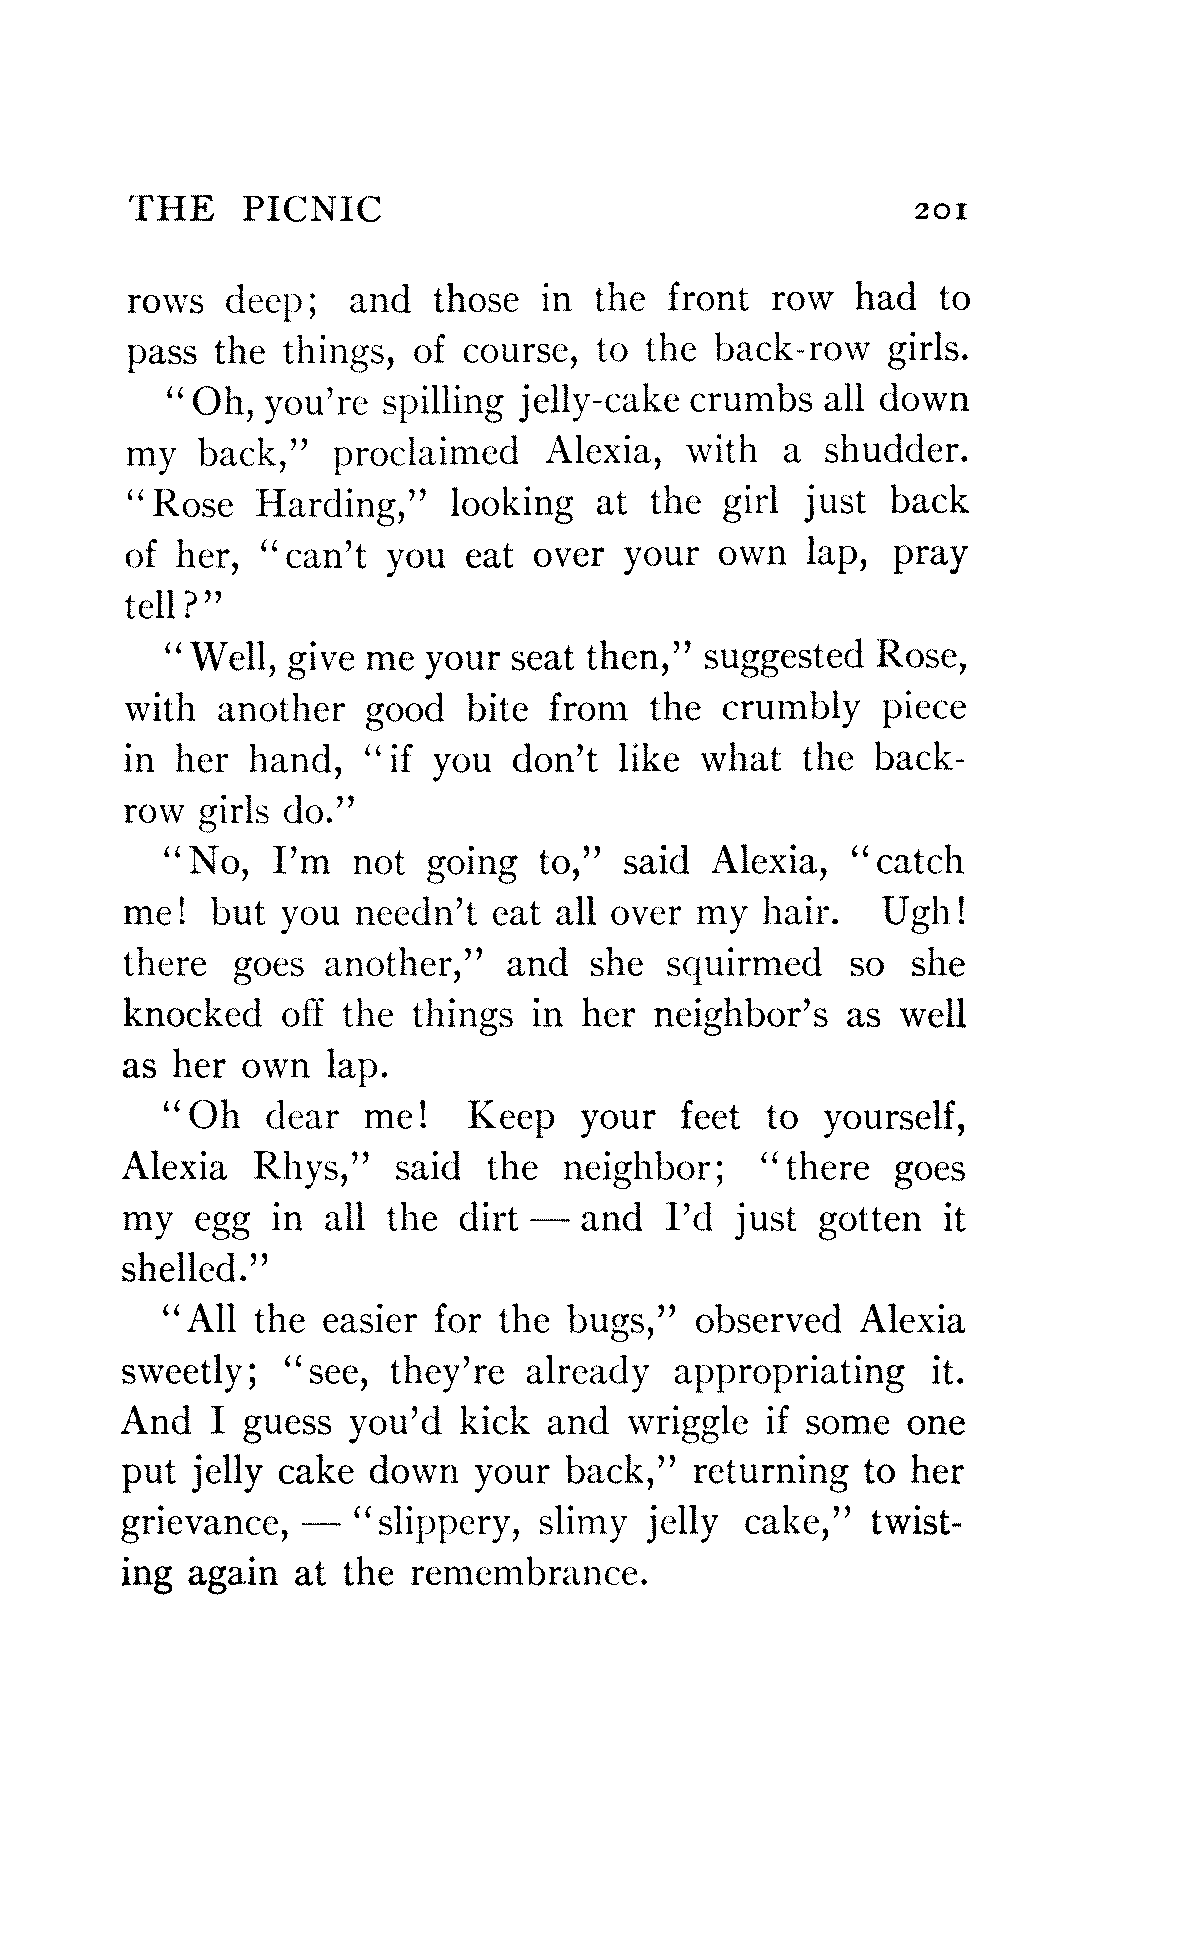 THE PICNIC 201
rows deep; and those in the front row had to
pass the things, of course, to the back-row girls.
“Oh, you’re spilling jelly-cake crumbs all down
my back,” proclaimed Alexia, with a shudder.
“Rose Harding,” looking at the girl just back
of her, “can’t you eat over your own lap, pray
tell?”
“Well, give me your seat then,” suggested Rose,
with another good bite from the crumbly piece
in her hand, “if you don’t like what the back-
row girls do.”
“No, I’m not going to,” said Alexia, “catch
me! but you needn’t eat all over my hair. Ugh!
there goes another,” and she squirmed so she
knocked off the things in her neighbor’s as well
as her own lap.
“Oh dear me! Keep your feet to yourself,
Alexia Rhys,” said the neighbor; “there goes
my egg in all the dirt — and I’d just gotten it
shelled.”
“All the easier for the bugs,” observed Alexia
sweetly; “see, they’re already appropriating it.
And I guess you’d kick and wriggle if some one
put jelly cake down your back,” returning to her
grievance, — “slippery, slimy jelly cake,” twist-
ing again at the remembrance.